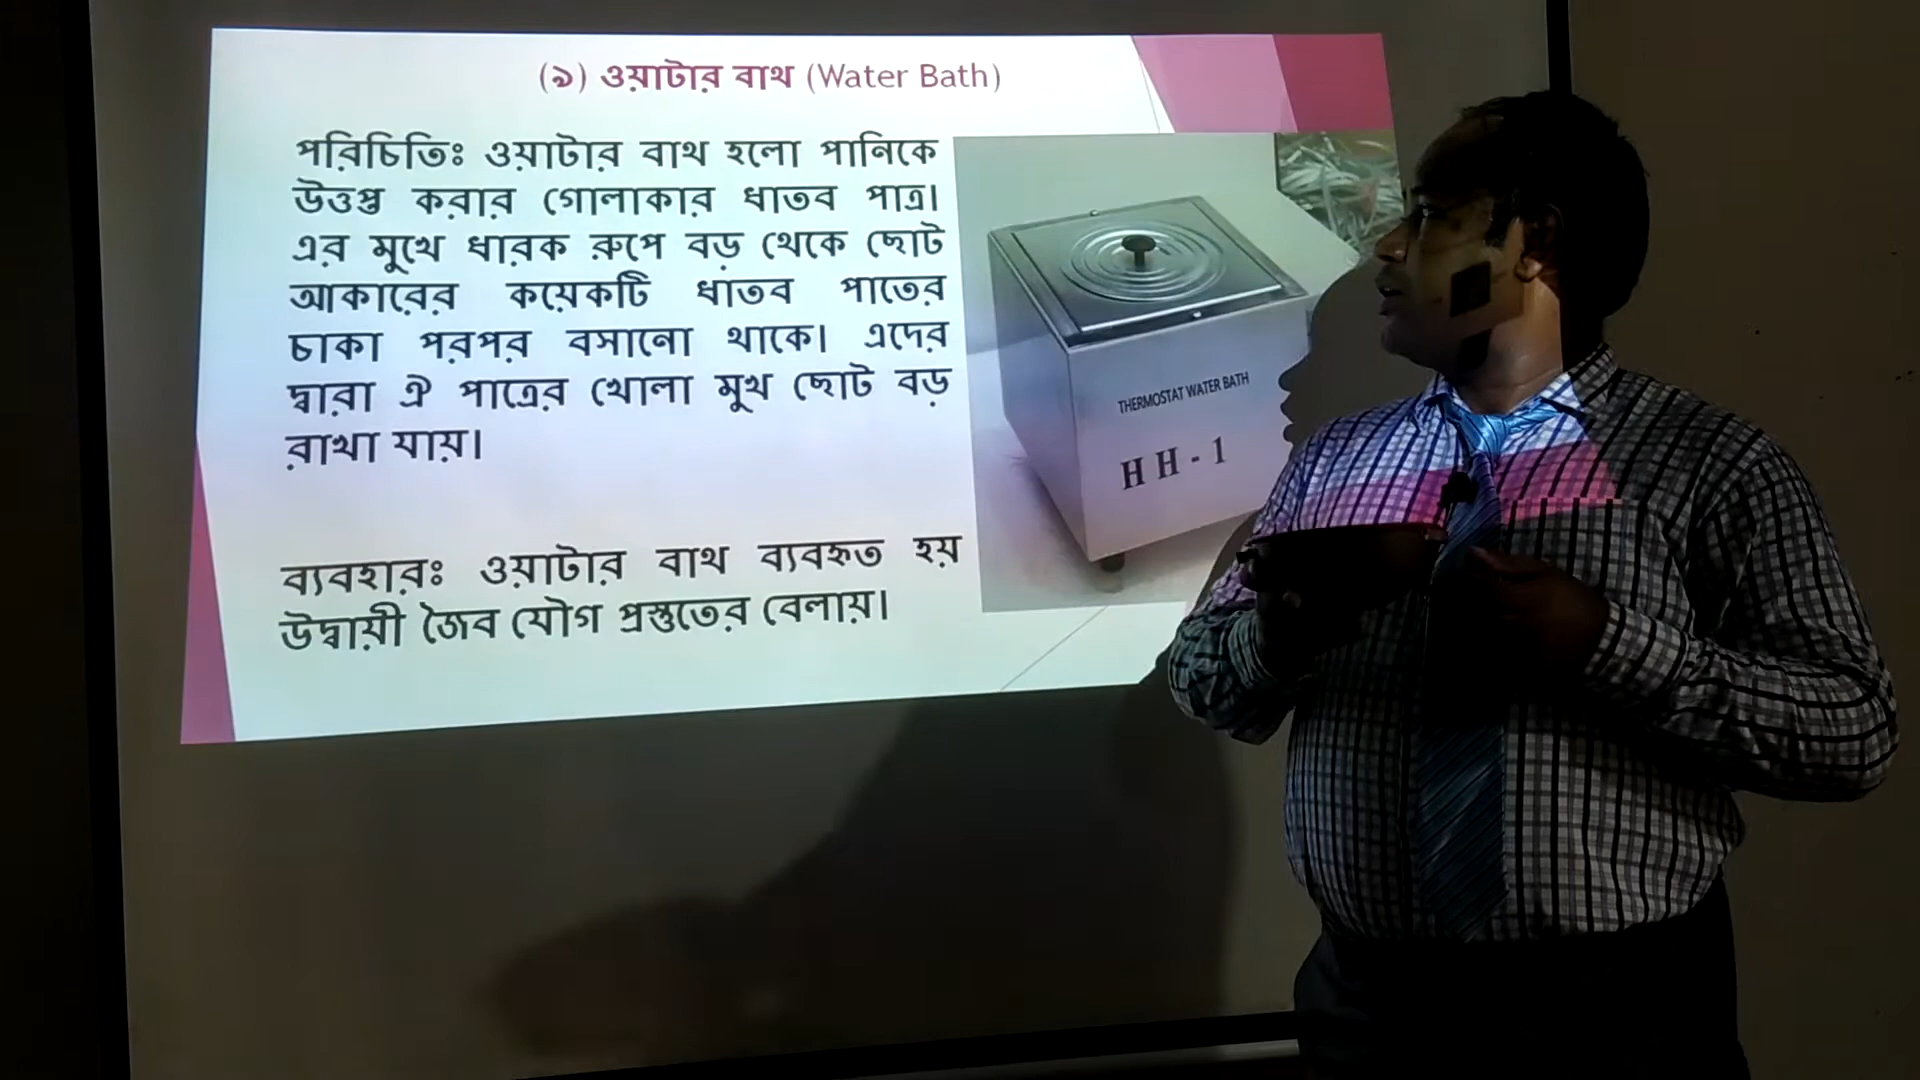 (৯) ওয়াটার বাথ (Water Bath)
পরিচিতিঃ ওয়াটার বাথ হলো পানিকে
উত্তপ্ত করার গোলাকার ধাতব পাত্র।
এর মুখে ধারক রুপে বড় থেকে ছোট
আকারের কয়েকটি ধাতব পাতের
চাকা পরপর বসানো থাকে। এদের
দ্বারা ঐ পাত্রের খোলা মুখ ছোট বড়
রাখা যায়।
ব্যবহারঃ ওয়াটার বাথ ব্যবহৃত হয়
উদ্বায়ী জৈব যৌগ প্রস্তুতের বেলায়।
THERMOSTAT WATER BATH
HH-1